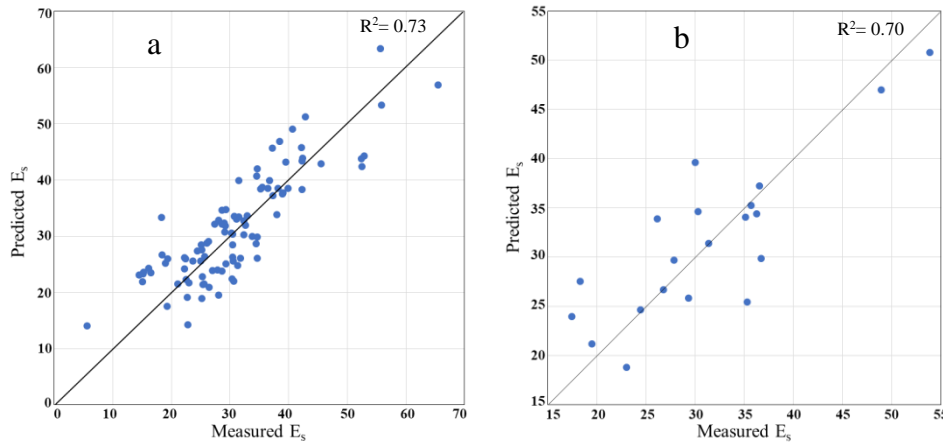 a
R²= 0.73
Predicted Eₛ
70
60
50
40
30
20
10
0
0 10 20 30 40 50 60 70
Measured Eₛ
b
R²= 0.70
Predicted Eₛ
55
50
45
40
35
30
25
20
15
15 20 25 30 35 40 45 50 55
Measured Eₛ